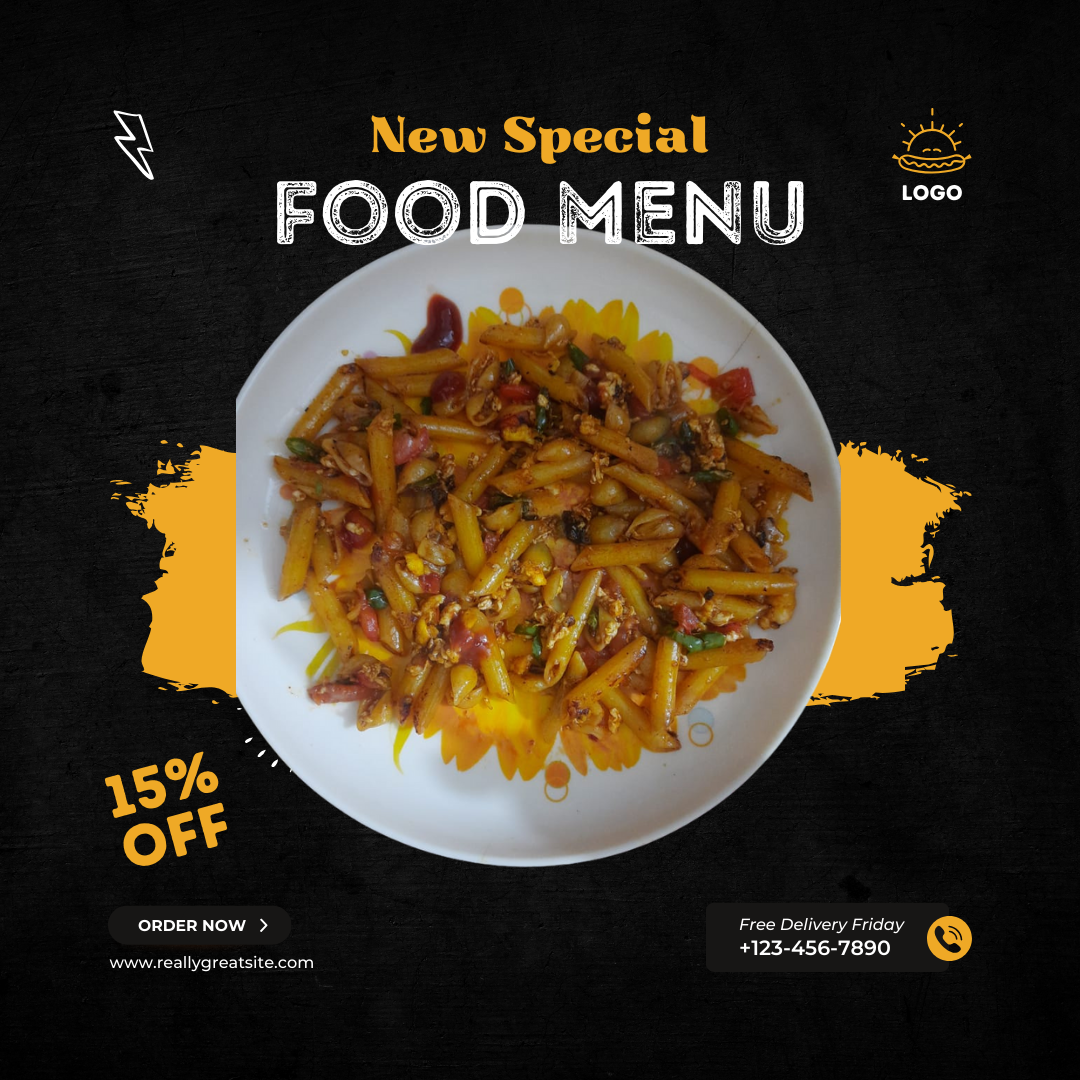 New Special
FOOD MENU
LOGO
15%
OFF
ORDER NOW
www.reallygreatsite.com
Free Delivery Friday
+123-456-7890